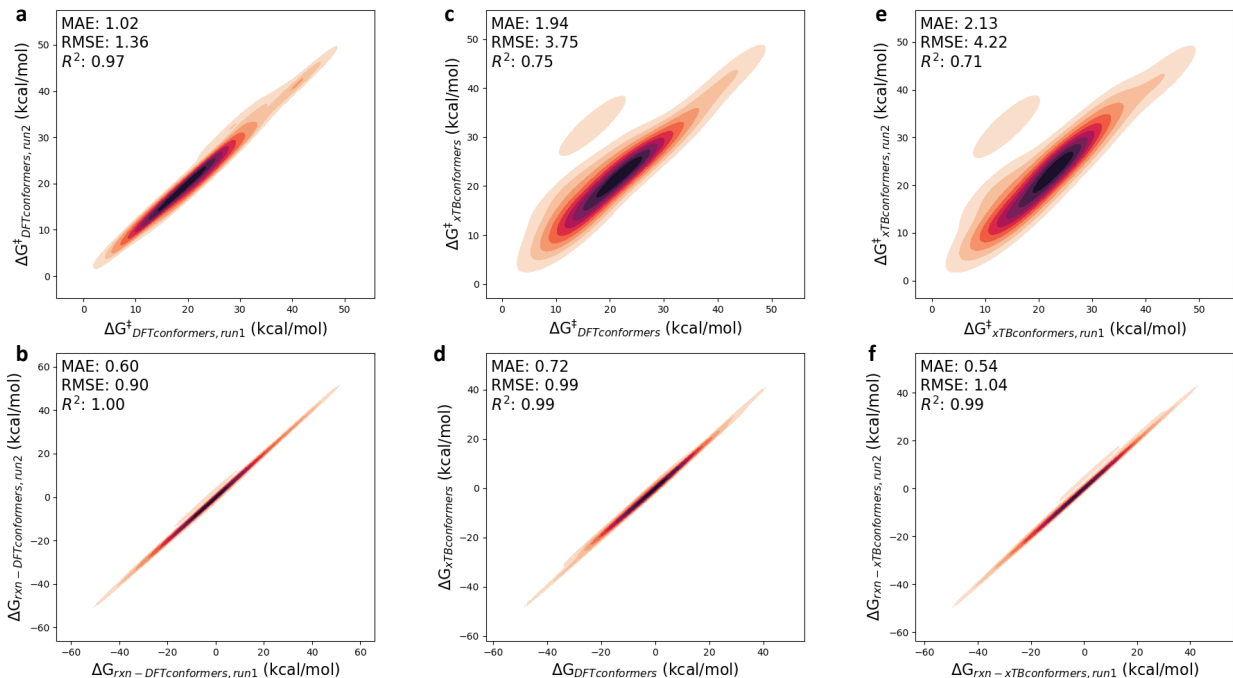 a
MAE: 1.02
RMSE: 1.36
R²: 0.97
ΔG‡DFTconformers, run2 (kcal/mol)
50
40
30
20
10
0
0 10 20 30 40 50
ΔG‡DFTconformers, run1 (kcal/mol)
c
MAE: 1.94
RMSE: 3.75
R²: 0.75
ΔG‡xTBconformers (kcal/mol)
50
40
30
20
10
0
0 10 20 30 40 50
ΔG‡DFTconformers (kcal/mol)
e
MAE: 2.13
RMSE: 4.22
R²: 0.71
ΔG‡xTBconformers, run2 (kcal/mol)
50
40
30
20
10
0
0 10 20 30 40 50
ΔG‡xTBconformers, run1 (kcal/mol)
b
MAE: 0.60
RMSE: 0.90
R²: 1.00
ΔGrxn−DFTconformers, run2 (kcal/mol)
60
40
20
0
−20
−40
−60
−60 −40 −20 0 20 40 60
ΔGrxn−DFTconformers, run1 (kcal/mol)
d
MAE: 0.72
RMSE: 0.99
R²: 0.99
ΔGxTBconformers (kcal/mol)
40
20
0
−20
−40
−60
−60 −40 −20 0 20 40
ΔGDFTconformers (kcal/mol)
f
MAE: 0.54
RMSE: 1.04
R²: 0.99
ΔGrxn−xTBconformers, run2 (kcal/mol)
40
20
0
−20
−40
−60
−60 −40 −20 0 20 40
ΔGrxn−xTBconformers, run1 (kcal/mol)